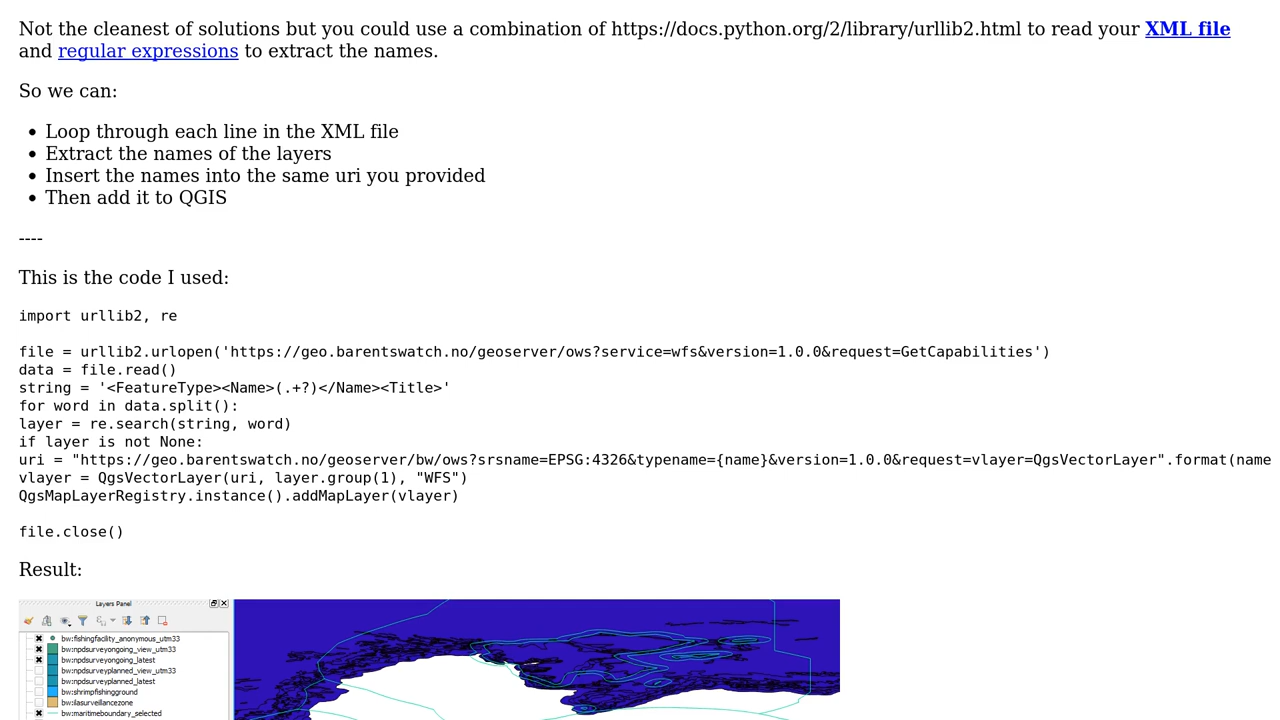 Not the cleanest of solutions but you could use a combination of https://docs.python.org/2/library/urllib2.html to read your XML file
and regular expressions to extract the names.
So we can:
• Loop through each line in the XML file
• Extract the names of the layers
• Insert the names into the same uri you provided
• Then add it to QGIS
----
This is the code I used:
import urllib2, re
file = urllib2.urlopen('https://geo.barentswatch.no/geoserver/ows?service=wfs&version=1.0.0&request=GetCapabilities')
data = file.read()
string = '<FeatureType><Name>(.+?)</Name><Title>'
for word in data.split():
layer = re.search(string, word)
if layer is not None:
uri = "https://geo.barentswatch.no/geoserver/bw/ows?srsname=EPSG:4326&typename={name}&version=1.0.0&request=vlayer=QgsVectorLayer".format(name
vlayer = QgsVectorLayer(uri, layer.group(1), "WFS")
QgsMapLayerRegistry.instance().addMapLayer(vlayer)
file.close()
Result:
Layers Panel
bw:fishingfacility_anonymous_utm33
bw:npdsurveyongoing_view_utm33
bw:npdsurveyongoing_latest
bw:npdsurveyplanned_view_utm33
bw:npdsurveyplanned_latest
bw:shrimpfishingground
bw:ilasurveillancezone
bw:maritimeboundary_selected